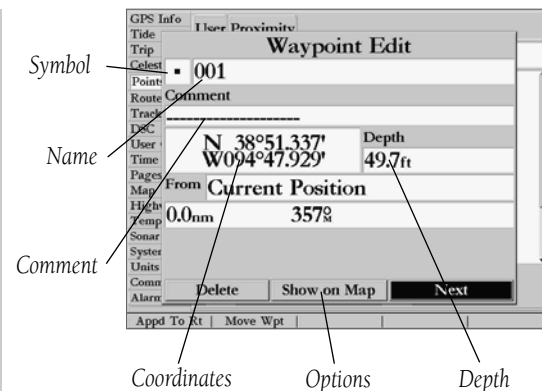 GPS Info
Tide
Trip
Celest
Points
Route
Track
DSC
User
Time
Pages
Map
Highw
Temp
Sonar
System
Units
Comm
Alarm
User Proximity
Waypoint Edit
001
Comment
--------------------
N 38°51.337'
W094°47.929'
Depth
49.7ft
From Current Position
0.0nm 357°M
Delete Show on Map Next
Appd To Rt | Move Wpt |
Symbol
Name
Comment
Coordinates
Options
Depth